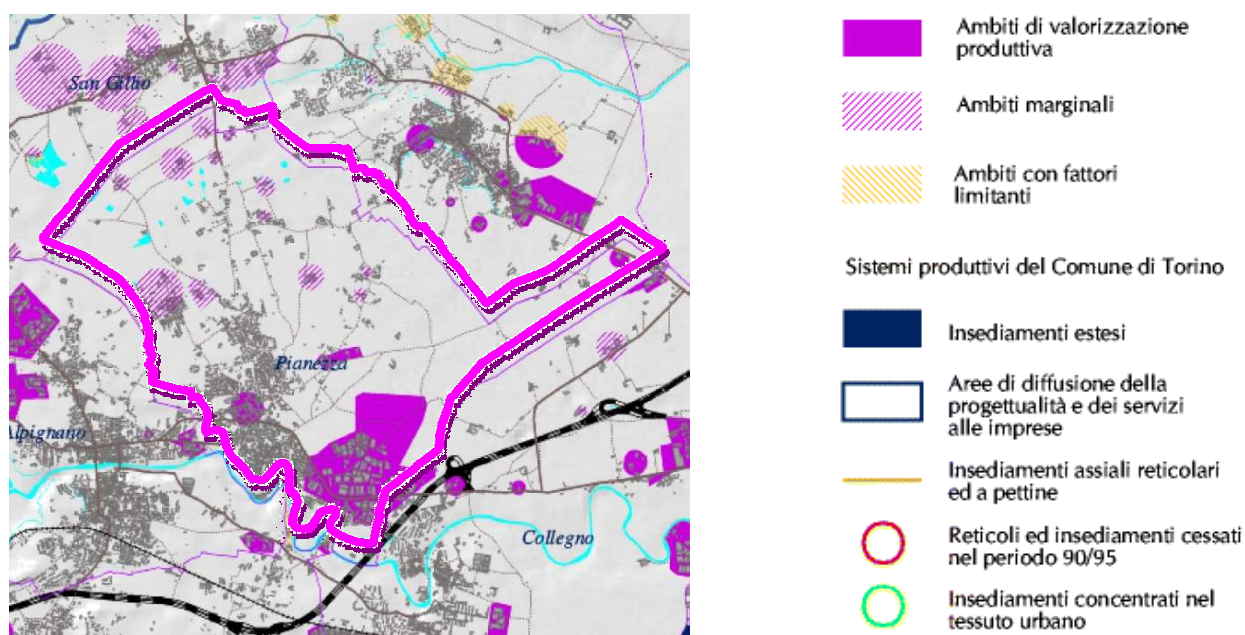 San Gillio
Pianezza
Alpignano
Collegno
Ambiti di valorizzazione
produttiva
Ambiti marginali
Ambiti con fattori
limitanti
Sistemi produttivi del Comune di Torino
Insediamenti estesi
Aree di diffusione della
progettualità e dei servizi
alle imprese
Insediamenti assiali reticolari
ed a pettine
Reticoli ed insediamenti cessati
nel periodo 90/95
Insediamenti concentrati nel
tessuto urbano